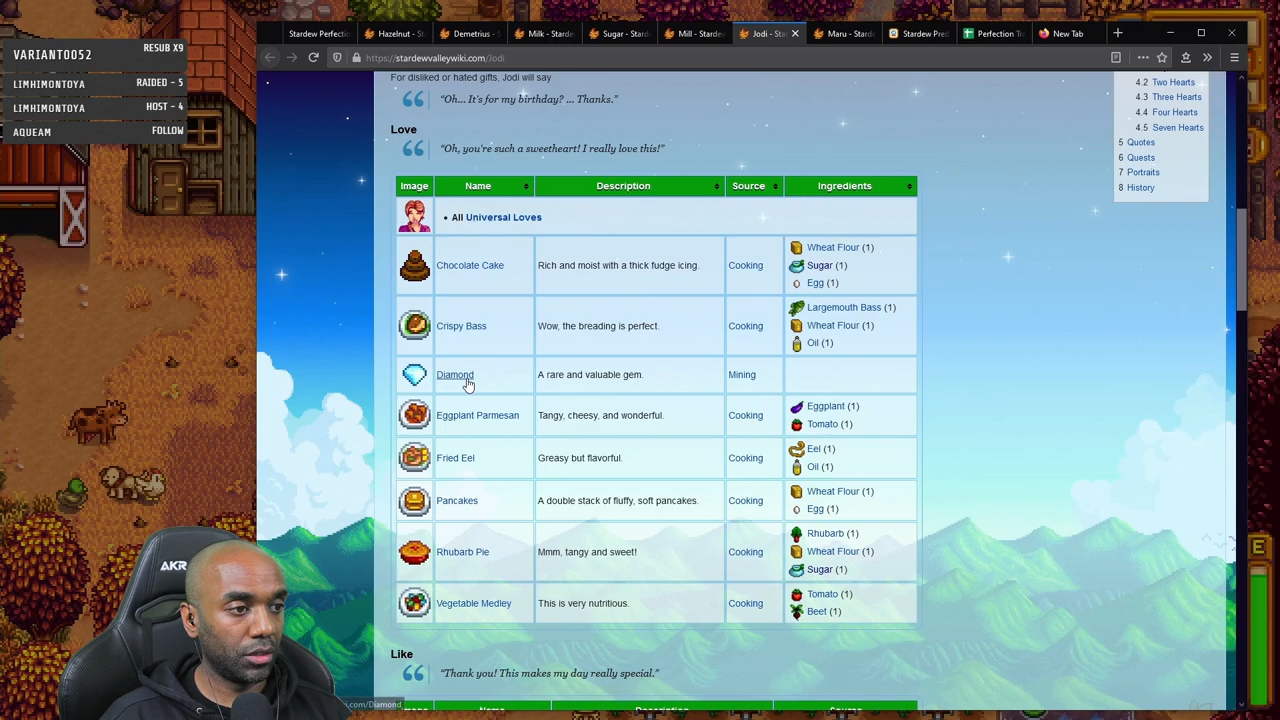 VARIANTOO52 RESUB X9
LIMHIMONTOYA RAIDED - 5
LIMHIMONTOYA HOST - 4
AQUEAM FOLLOW
Stardew Perfecti
Hazelnut - St
Demetrius -
Milk - Stardew
Sugar - Stard
Mill - Stardew
Jodi - Star
Maru - Stardew
Stardew Pred
Perfection Tr
New Tab
https://stardewvalleywiki.com/Jodi
For disliked or hated gifts, Jodi will say
“Oh... It's for my birthday? ... Thanks.”
Love
“Oh, you're such a sweetheart! I really love this!”
Image Name Description Source Ingredients
• All Universal Loves
Chocolate Cake Rich and moist with a thick fudge icing. Cooking Wheat Flour (1)
Sugar (1)
Egg (1)
Crispy Bass Wow, the breading is perfect. Cooking Largemouth Bass (1)
Wheat Flour (1)
Oil (1)
Diamond A rare and valuable gem. Mining
Eggplant Parmesan Tangy, cheesy, and wonderful. Cooking Eggplant (1)
Tomato (1)
Fried Eel Greasy but flavorful. Cooking Eel (1)
Oil (1)
Pancakes A double stack of fluffy, soft pancakes. Cooking Wheat Flour (1)
Egg (1)
Rhubarb Pie Mmm, tangy and sweet! Cooking Rhubarb (1)
Wheat Flour (1)
Sugar (1)
Vegetable Medley This is very nutritious. Cooking Tomato (1)
Beet (1)
Like
“Thank you! This makes my day really special.”
Name Description Source
4.2 Two Hearts
4.3 Three Hearts
4.4 Four Hearts
4.5 Seven Hearts
5 Quotes
6 Quests
7 Portraits
8 History
.com/Diamond
AKR
E